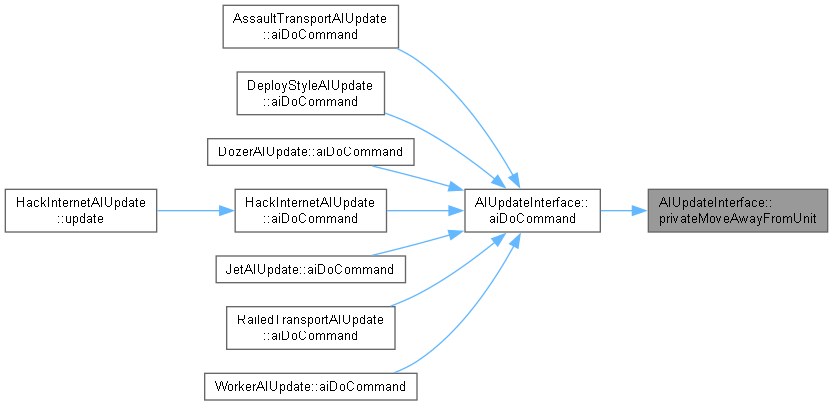 AssaultTransportAIUpdate
::aiDoCommand
DeployStyleAIUpdate
::aiDoCommand
DozerAIUpdate::aiDoCommand
HackInternetAIUpdate
::update
HackInternetAIUpdate
::aiDoCommand
AIUpdateInterface::
aiDoCommand
AIUpdateInterface::
privateMoveAwayFromUnit
JetAIUpdate::aiDoCommand
RailedTransportAIUpdate
::aiDoCommand
WorkerAIUpdate::aiDoCommand